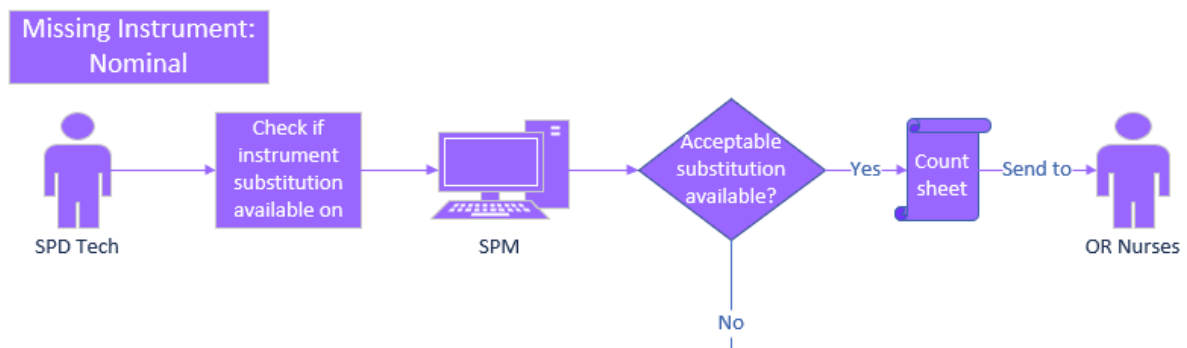 Missing Instrument:
Nominal
Check if
instrument
substitution
available on
Acceptable
substitution
available?
Yes
Count
sheet
Send to
SPD Tech
SPM
OR Nurses
No